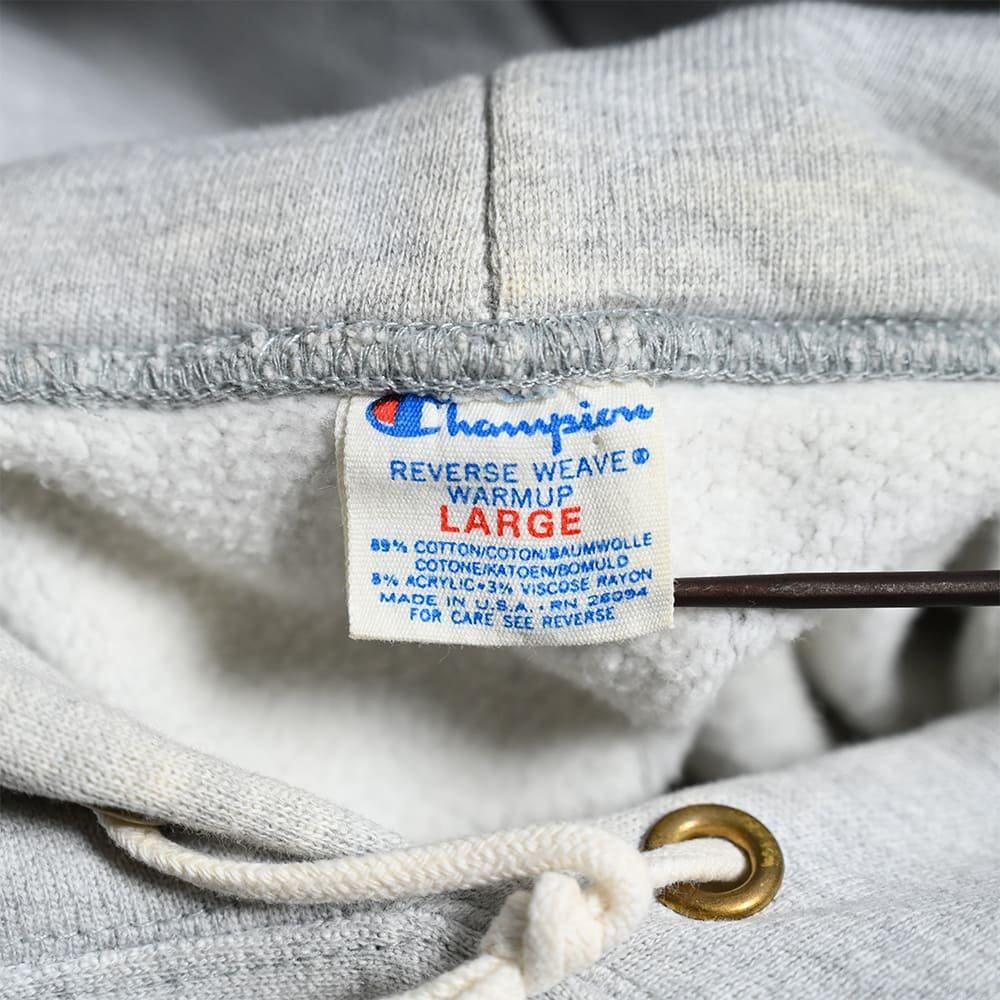 Champion
REVERSE WEAVE®
WARMUP
LARGE
89% COTTON/COTON/BAUMWOLLE
COTONE/KATOEN/BOMULD
8% ACRYLIC•3% VISCOSE RAYON
MADE IN U.S.A. • RN 26094
FOR CARE SEE REVERSE